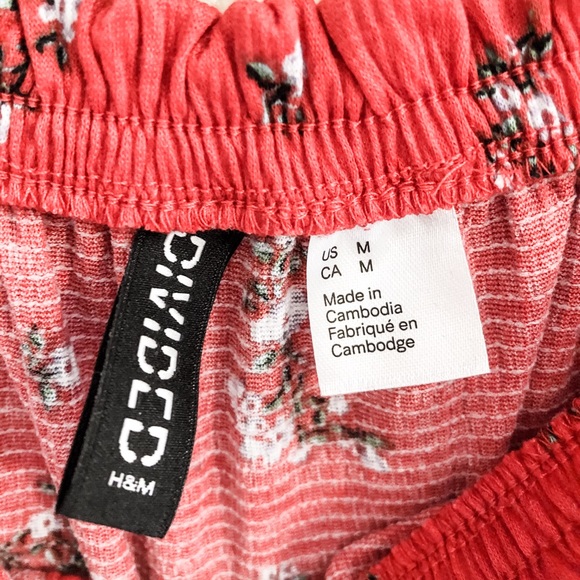 DIVIDED
H&M
US M
CA M
Made in
Cambodia
Fabriqué en
Cambodge